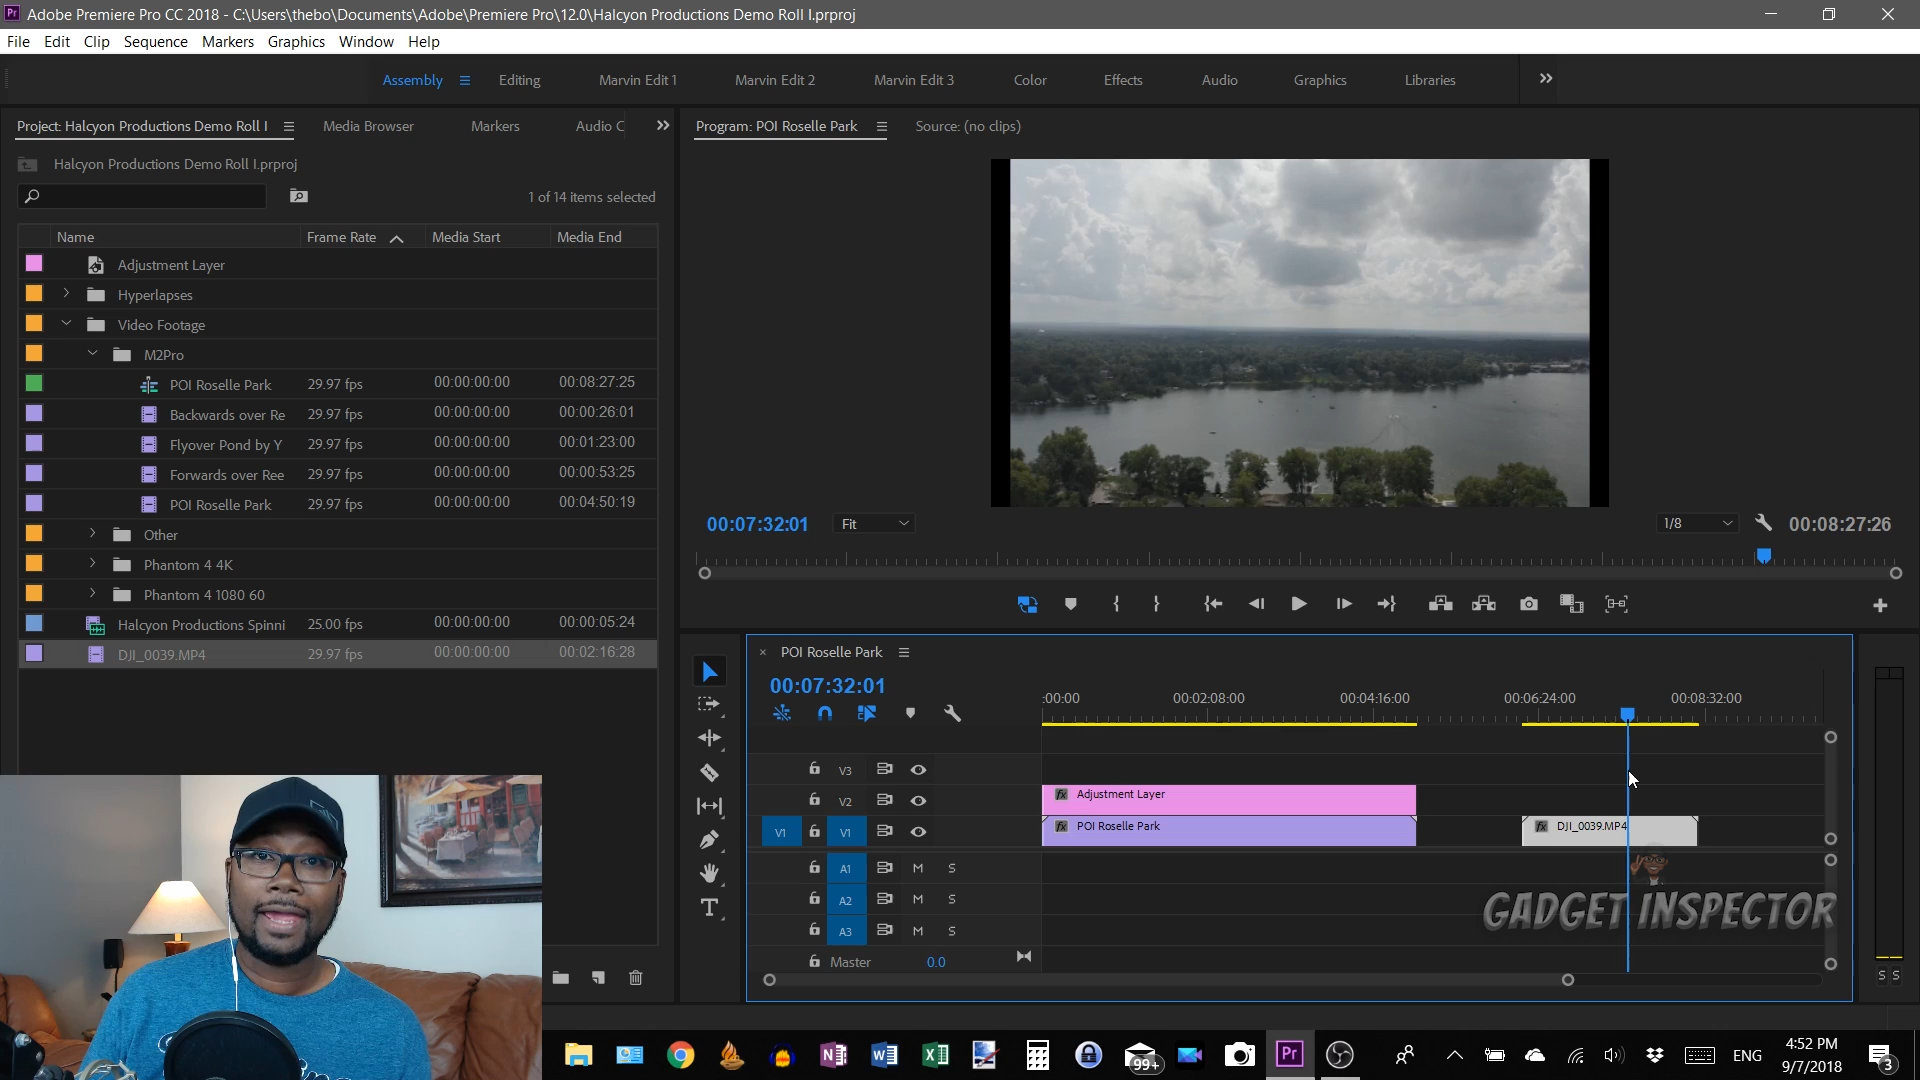 Adobe Premiere Pro CC 2018 - C:\Users\thebo\Documents\Adobe\Premiere Pro\12.0\Halcyon Productions Demo Roll I.prproj
File Edit Clip Sequence Markers Graphics Window Help
Assembly Editing Marvin Edit 1 Marvin Edit 2 Marvin Edit 3 Color Effects Audio Graphics Libraries
Project: Halcyon Productions Demo Roll I Media Browser Markers Audio C
Program: POI Roselle Park Source: (no clips)
Halcyon Productions Demo Roll I.prproj
1 of 14 items selected
Name Frame Rate Media Start Media End
Adjustment Layer
Hyperlapses
Video Footage
M2Pro
POI Roselle Park 29.97 fps 00:00:00:00 00:08:27:25
Backwards over Re 29.97 fps 00:00:00:00 00:00:26:01
Flyover Pond by Y 29.97 fps 00:00:00:00 00:01:23:00
Forwards over Ree 29.97 fps 00:00:00:00 00:00:53:25
POI Roselle Park 29.97 fps 00:00:00:00 00:04:50:19
Other
Phantom 4 4K
Phantom 4 1080 60
Halcyon Productions Spinni 25.00 fps 00:00:00:00 00:00:05:24
DJI_0039.MP4 29.97 fps 00:00:00:00 00:02:16:28
00:07:32:01 Fit 1/8 00:08:27:26
POI Roselle Park
00:07:32:01
:00:00 00:02:08:00 00:04:16:00 00:06:24:00 00:08:32:00
V3
V2 fx Adjustment Layer
V1 V1 fx POI Roselle Park fx DJI_0039.MP4
A1 M S
A2 M S
A3 M S
Master 0.0
S S
GADGET INSPECTOR
99+
Pr
ENG
4:52 PM
9/7/2018
3